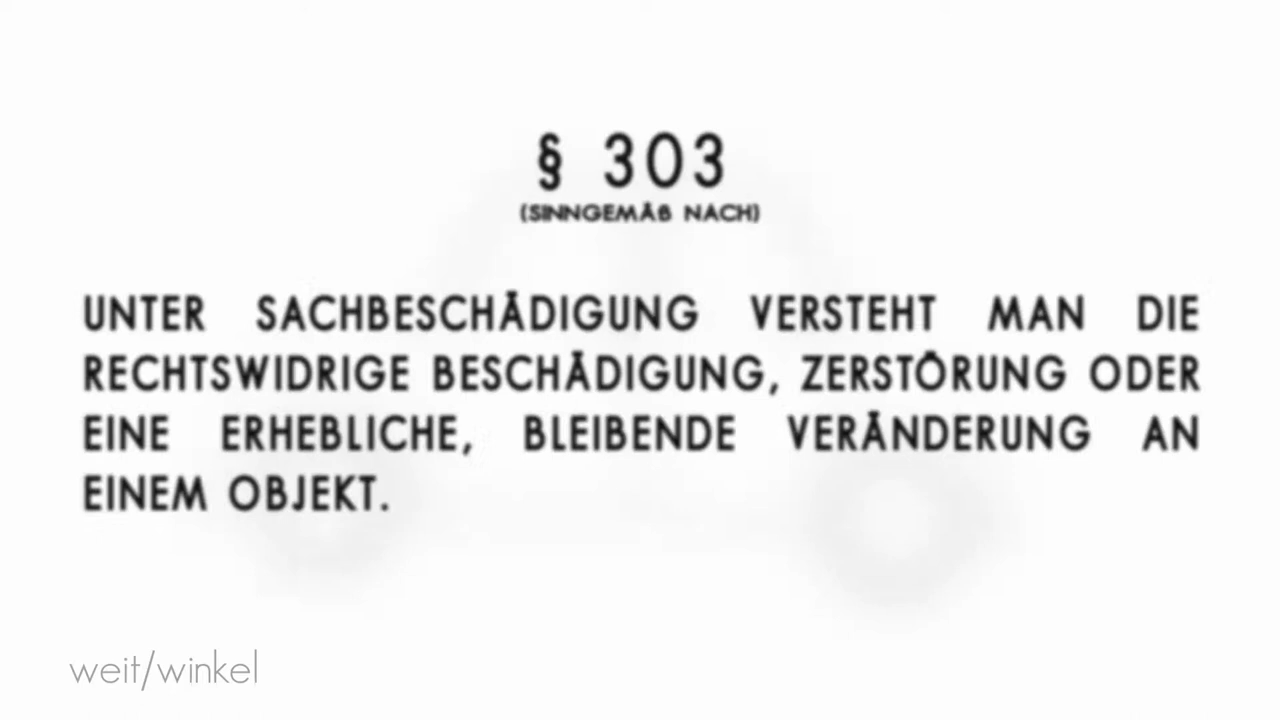 § 303
(SINNGEMÄß NACH)
UNTER SACHBESCHÄDIGUNG VERSTEHT MAN DIE
RECHTSWIDRIGE BESCHÄDIGUNG, ZERSTÖRUNG ODER
EINE ERHEBLICHE, BLEIBENDE VERÄNDERUNG AN
EINEM OBJEKT.
weit/winkel